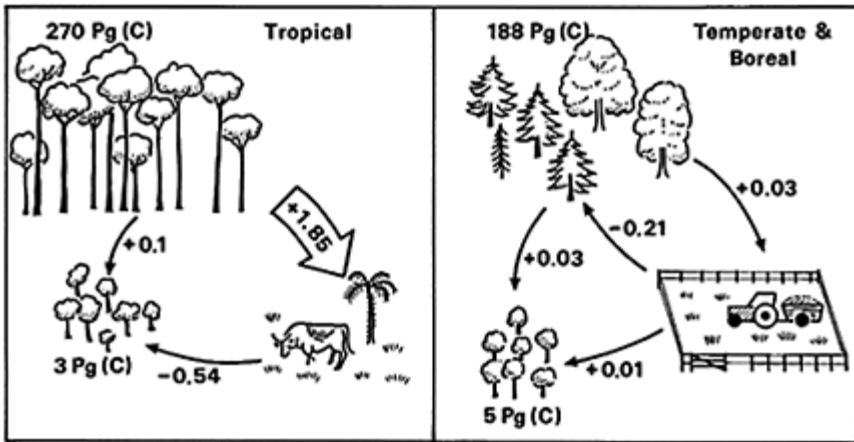 270 Pg (C)
Tropical
+0.1
+1.85
3 Pg (C)
−0.54
188 Pg (C)
Temperate &
Boreal
+0.03
−0.21
+0.03
+0.01
5 Pg (C)